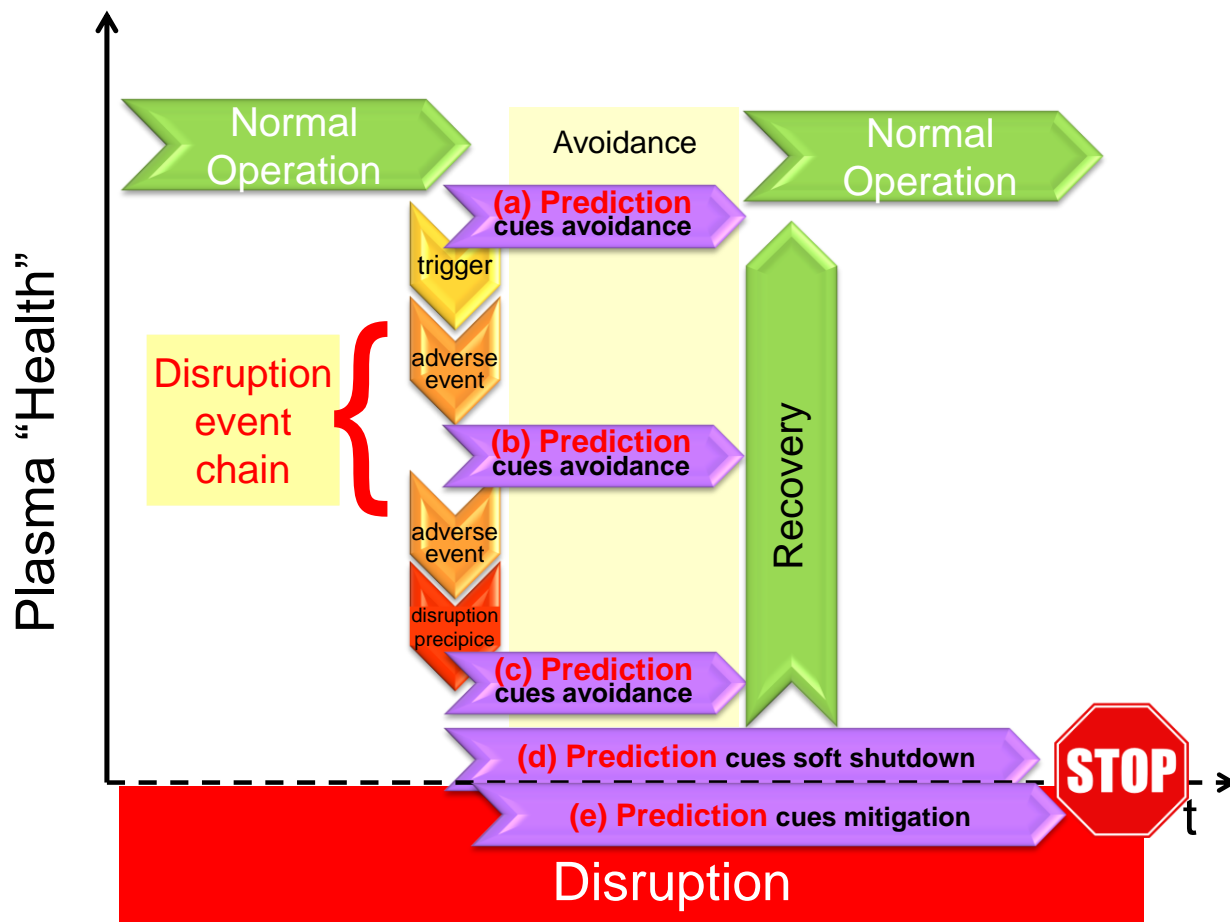 Plasma “Health”
Normal
Operation
Avoidance
Normal
Operation
(a) Prediction
cues avoidance
trigger
adverse
event
Disruption
event
chain
(b) Prediction
cues avoidance
Recovery
adverse
event
disruption
precipice
(c) Prediction
cues avoidance
(d) Prediction cues soft shutdown
STOP
(e) Prediction cues mitigation
t
Disruption